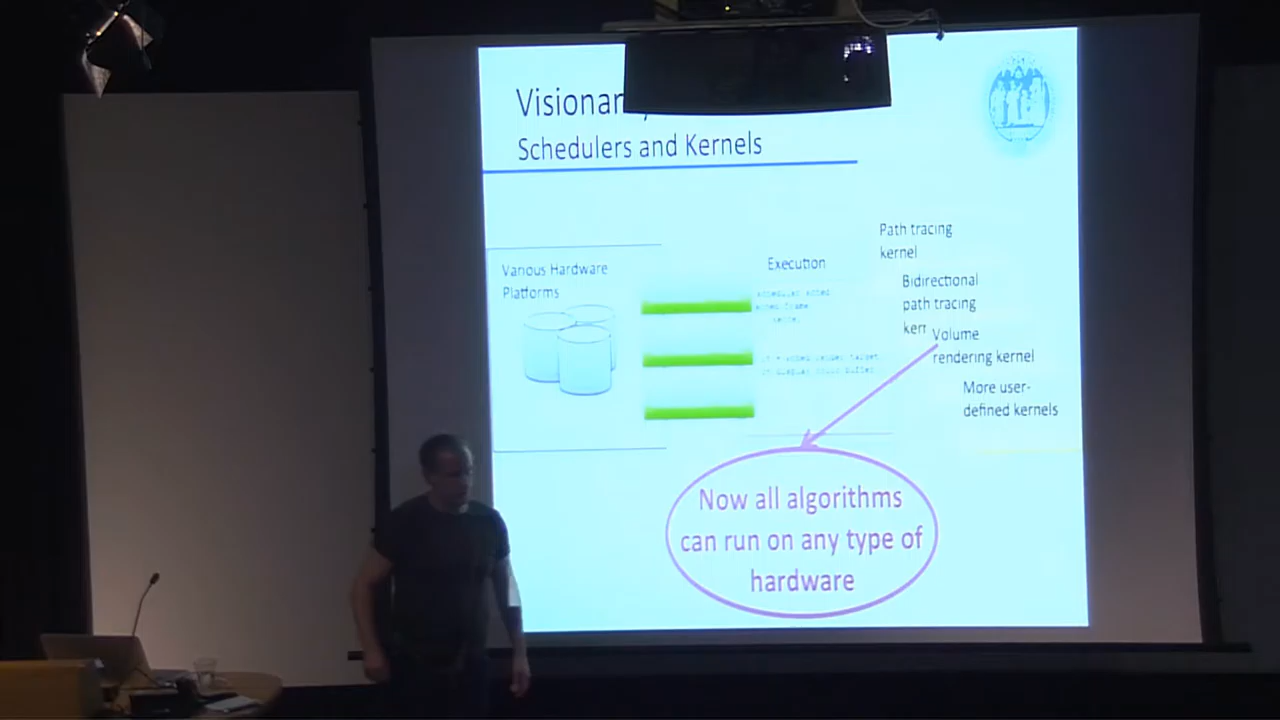 Visionar
Schedulers and Kernels
Various Hardware
Platforms
Execution
Path tracing
kernel
Bidirectional
path tracing
kerr
Volume
rendering kernel
More user-
defined kernels
Now all algorithms
can run on any type of
hardware